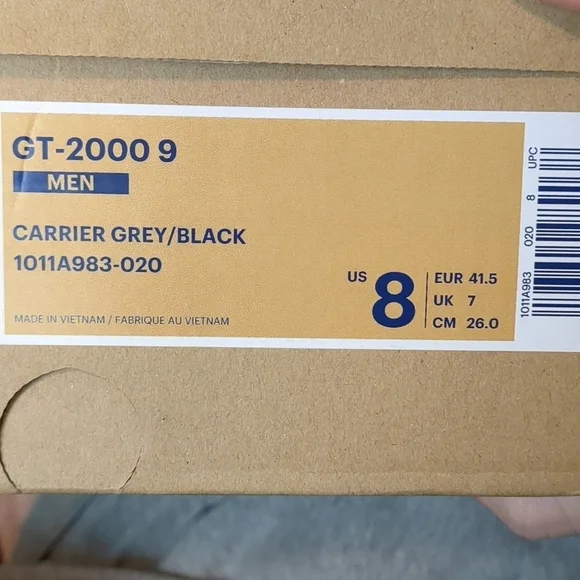 GT-2000 9
MEN
CARRIER GREY/BLACK
1011A983-020
MADE IN VIETNAM / FABRIQUE AU VIETNAM
US 8
EUR 41.5
UK 7
CM 26.0
1011A983 020 8 UPC